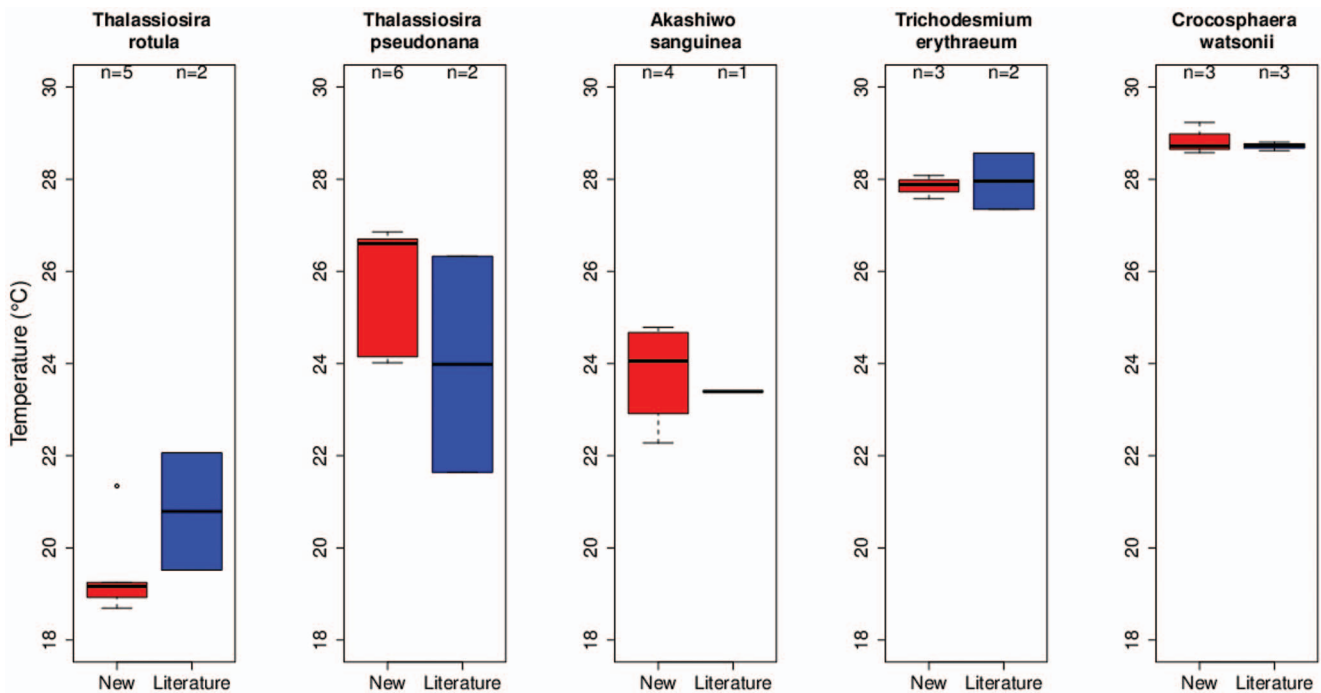 Thalassiosira
rotula
Thalassiosira
pseudonana
Akashiwo
sanguinea
Trichodesmium
erythraeum
Crocosphaera
watsonii
Temperature (°C)
n=5 n=2
30
28
26
24
22
20
18
New Literature
n=6 n=2
30
28
26
24
22
20
18
New Literature
n=4 n=1
30
28
26
24
22
20
18
New Literature
n=3 n=2
30
28
26
24
22
20
18
New Literature
n=3 n=3
30
28
26
24
22
20
18
New Literature